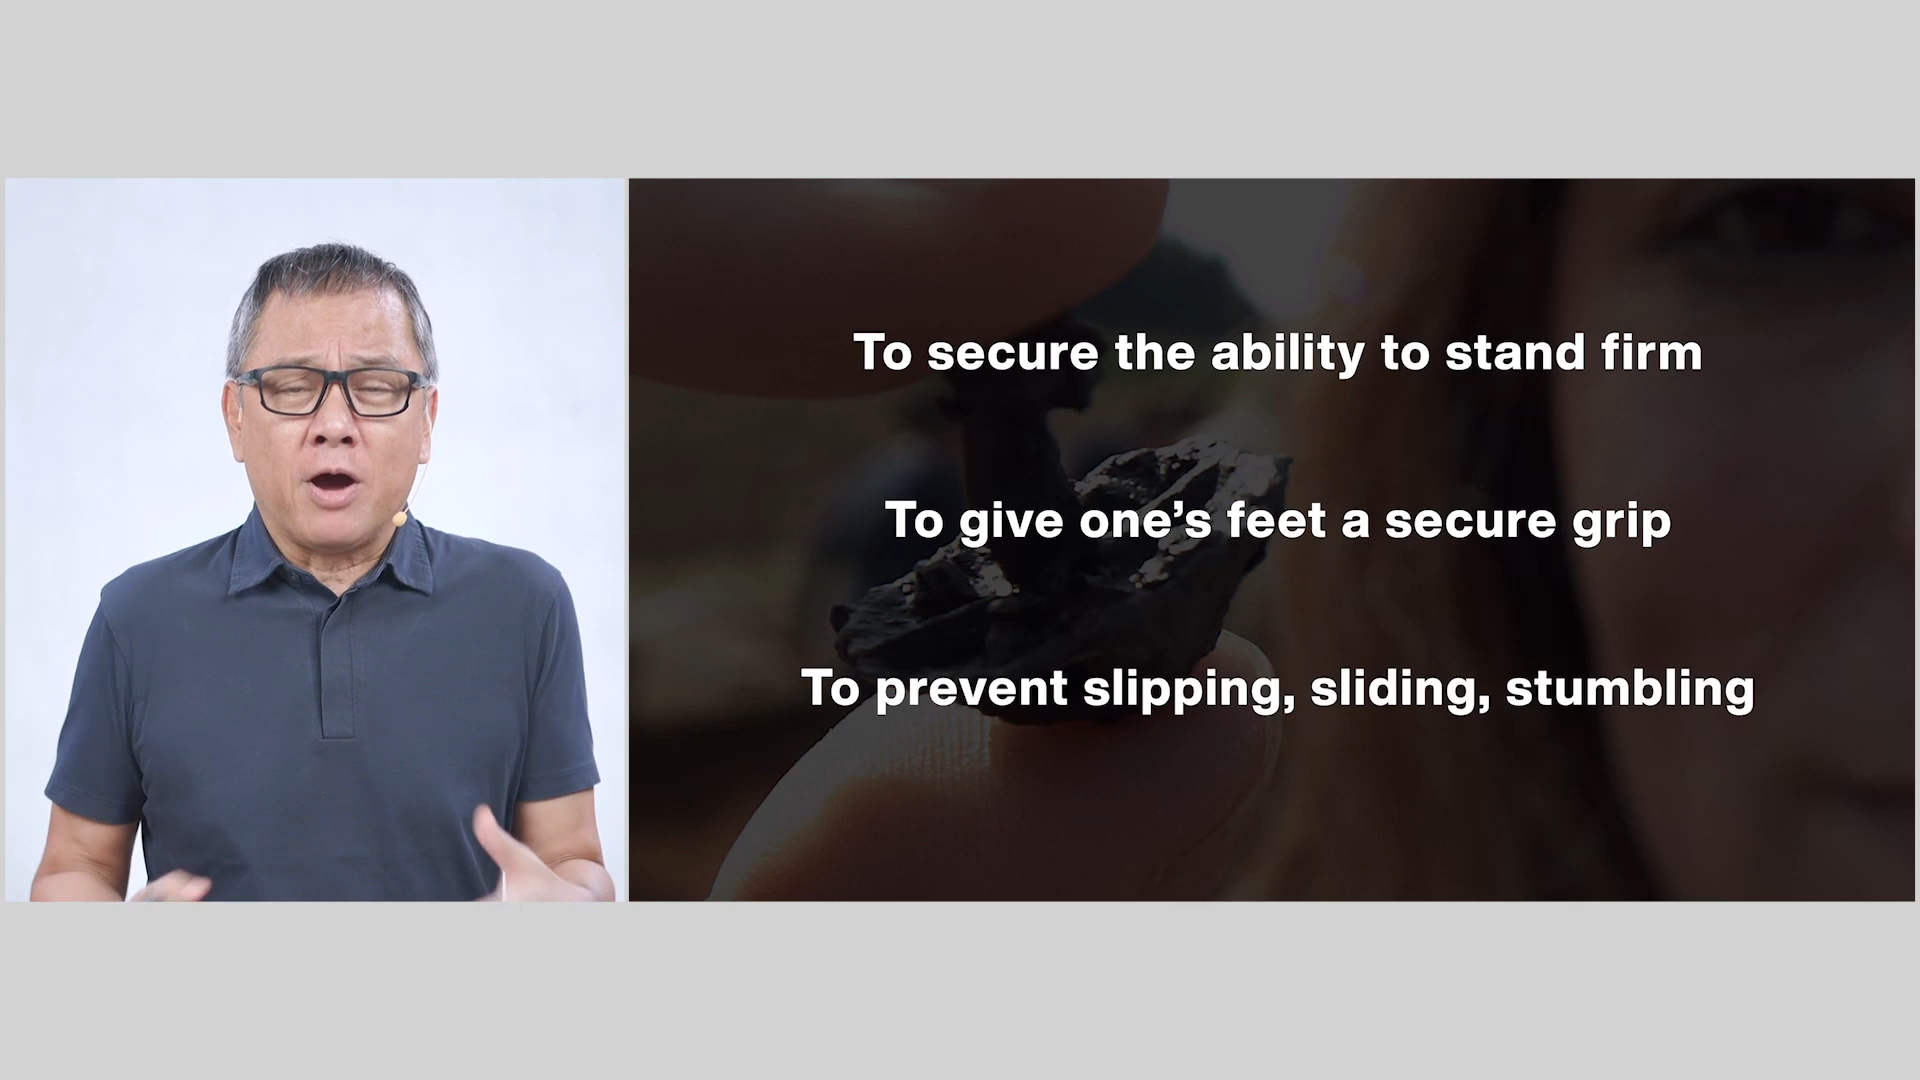 To secure the ability to stand firm
To give one’s feet a secure grip
To prevent slipping, sliding, stumbling